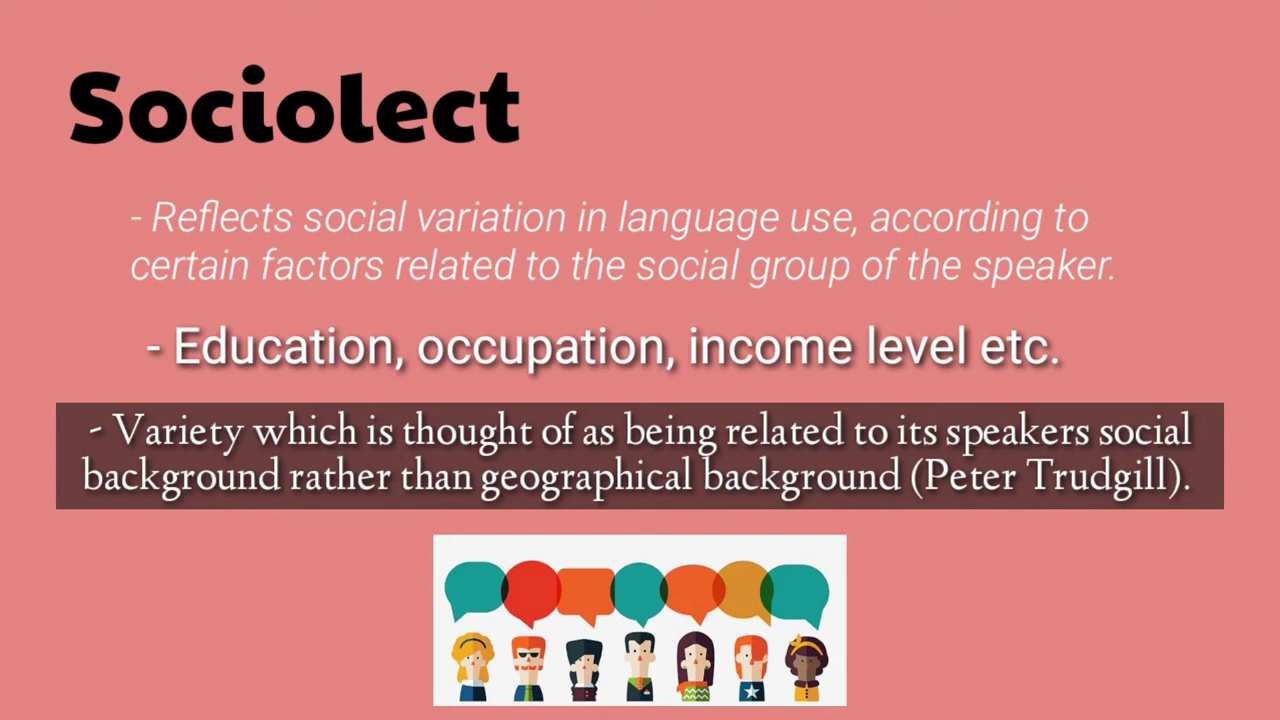 Sociolect
- Reflects social variation in language use, according to
certain factors related to the social group of the speaker.
- Education, occupation, income level etc.
- Variety which is thought of as being related to its speakers social
background rather than geographical background (Peter Trudgill).